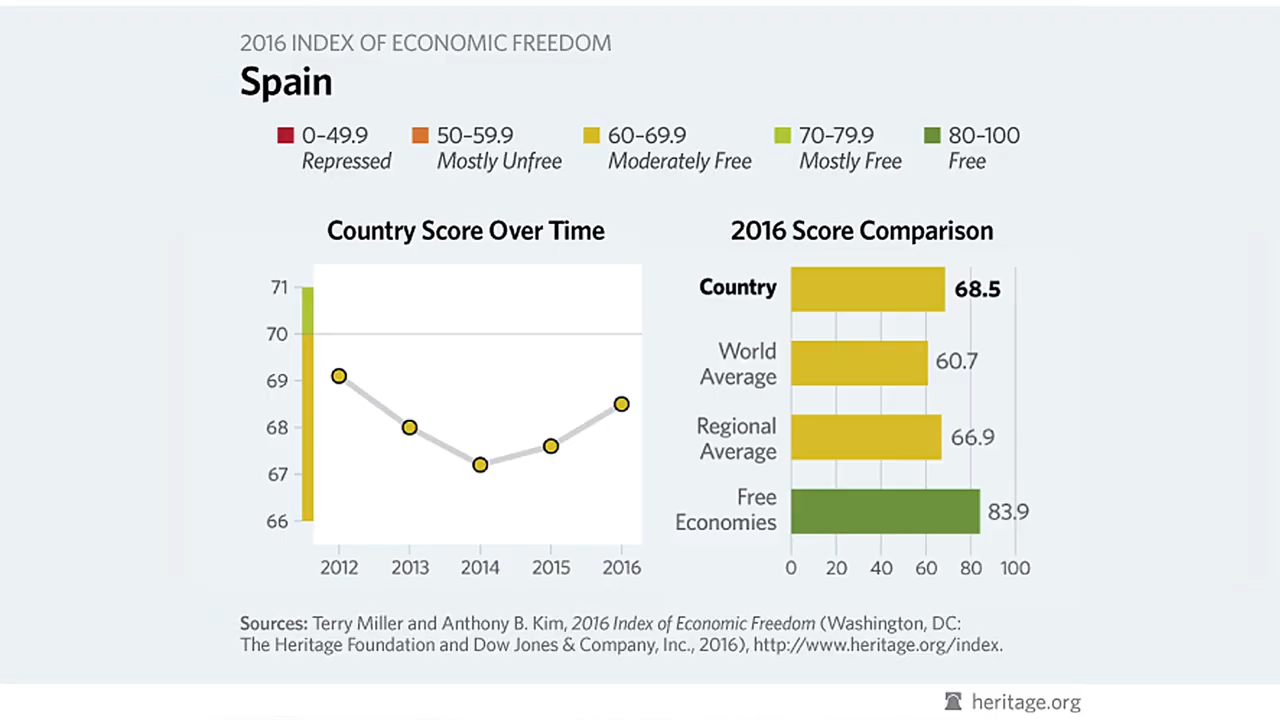 2016 INDEX OF ECONOMIC FREEDOM
Spain
0–49.9
Repressed
50–59.9
Mostly Unfree
60–69.9
Moderately Free
70–79.9
Mostly Free
80–100
Free
Country Score Over Time
71
70
69
68
67
66
2012 2013 2014 2015 2016
2016 Score Comparison
Country 68.5
World
Average
60.7
Regional
Average
66.9
Free
Economies
83.9
0 20 40 60 80 100
Sources: Terry Miller and Anthony B. Kim, 2016 Index of Economic Freedom (Washington, DC:
The Heritage Foundation and Dow Jones & Company, Inc., 2016), http://www.heritage.org/index.
heritage.org